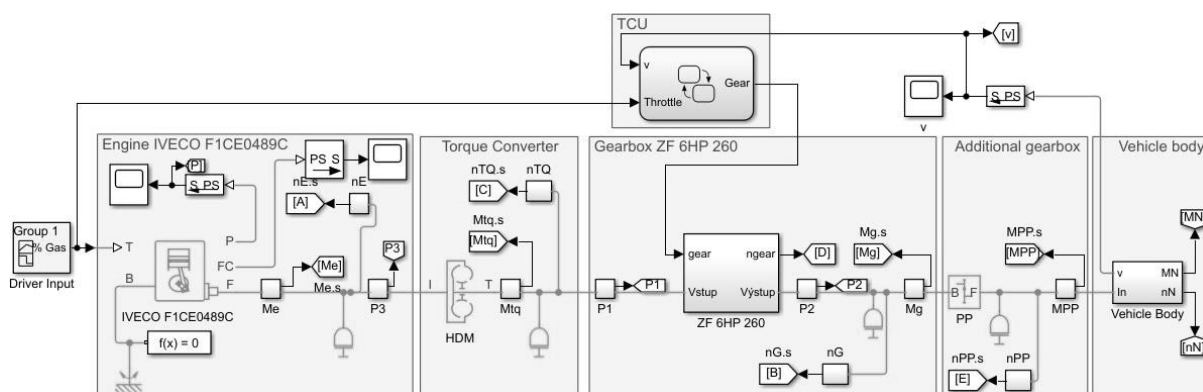 TCU
v
Gear
Throttle
[v]
S PS
v
Engine IVECO F1CE0489C
[P]
S PS
PS S
nE.s
nE
[A]
P
FC
Group 1
% Gas
Driver Input
T
B
F
IVECO F1CE0489C
f(x) = 0
[Me]
Me.s
Me
P3
P3
Torque Converter
nTQ.s
nTQ
[C]
Mtq.s
[Mtq]
I
T
HDM
Mtq
Gearbox ZF 6HP 260
P1
P1
gear
ngear
Vstup
Výstup
ZF 6HP 260
[D]
P2
P2
Mg.s
[Mg]
Mg
nG.s
nG
[B]
Additional gearbox
MPP.s
[MPP]
B
F
PP
MPP
nPP.s
nPP
[E]
Vehicle body
[MN
v
MN
In
nN
Vehicle Body
[nN]